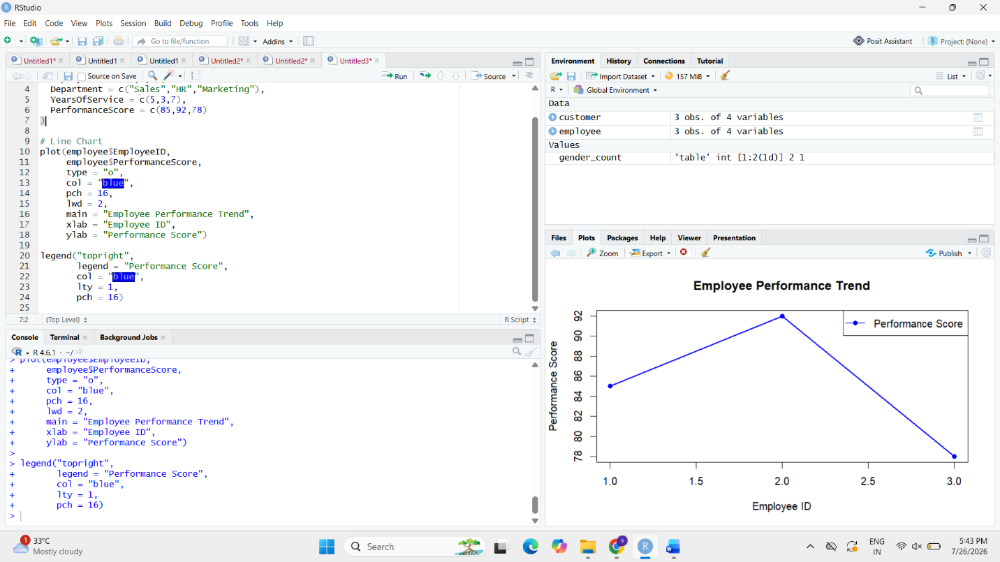 RStudio
File Edit Code View Plots Session Build Debug Profile Tools Help
Go to file/function Addins Posit Assistant Project: (None)
Untitled1* Untitled1 Untitled1 Untitled2* Untitled2* Untitled3*
Source on Save Run Source
4 Department = c("Sales","HR","Marketing"),
5 YearsOfService = c(5,3,7),
6 PerformanceScore = c(85,92,78)
7 )
8
9 # Line Chart
10 plot(employee$EmployeeID,
11 employee$PerformanceScore,
12 type = "o",
13 col = "blue",
14 pch = 16,
15 lwd = 2,
16 main = "Employee Performance Trend",
17 xlab = "Employee ID",
18 ylab = "Performance Score")
19
20 legend("topright",
21 legend = "Performance Score",
22 col = "blue",
23 lty = 1,
24 pch = 16)
25
7:2 (Top Level) R Script
Console Terminal Background Jobs
R R 4.6.1 · ~/
> plot(employee$EmployeeID,
+ employee$PerformanceScore,
+ type = "o",
+ col = "blue",
+ pch = 16,
+ lwd = 2,
+ main = "Employee Performance Trend",
+ xlab = "Employee ID",
+ ylab = "Performance Score")
>
> legend("topright",
+ legend = "Performance Score",
+ col = "blue",
+ lty = 1,
+ pch = 16)
>
Environment History Connections Tutorial
Import Dataset 157 MiB List
R Global Environment
Data
customer 3 obs. of 4 variables
employee 3 obs. of 4 variables
Values
gender_count 'table' int [1:2(1d)] 2 1
Files Plots Packages Help Viewer Presentation
Zoom Export Publish
Employee Performance Trend
Performance Score
Performance Score
92
90
88
86
84
82
80
78
1.0 1.5 2.0 2.5 3.0
Employee ID
1 33°C
Mostly cloudy
Search
ENG
IN
5:43 PM
7/26/2026